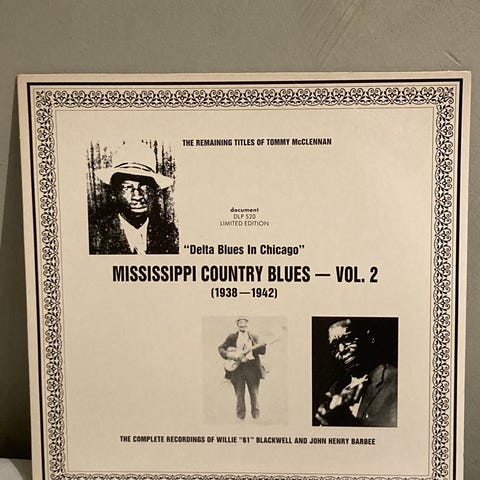 THE REMAINING TITLES OF TOMMY McCLENNAN
document
DLP 520
LIMITED EDITION
"Delta Blues In Chicago"
MISSISSIPPI COUNTRY BLUES — VOL. 2
(1938—1942)
THE COMPLETE RECORDINGS OF WILLIE "61" BLACKWELL AND JOHN HENRY BARBEE